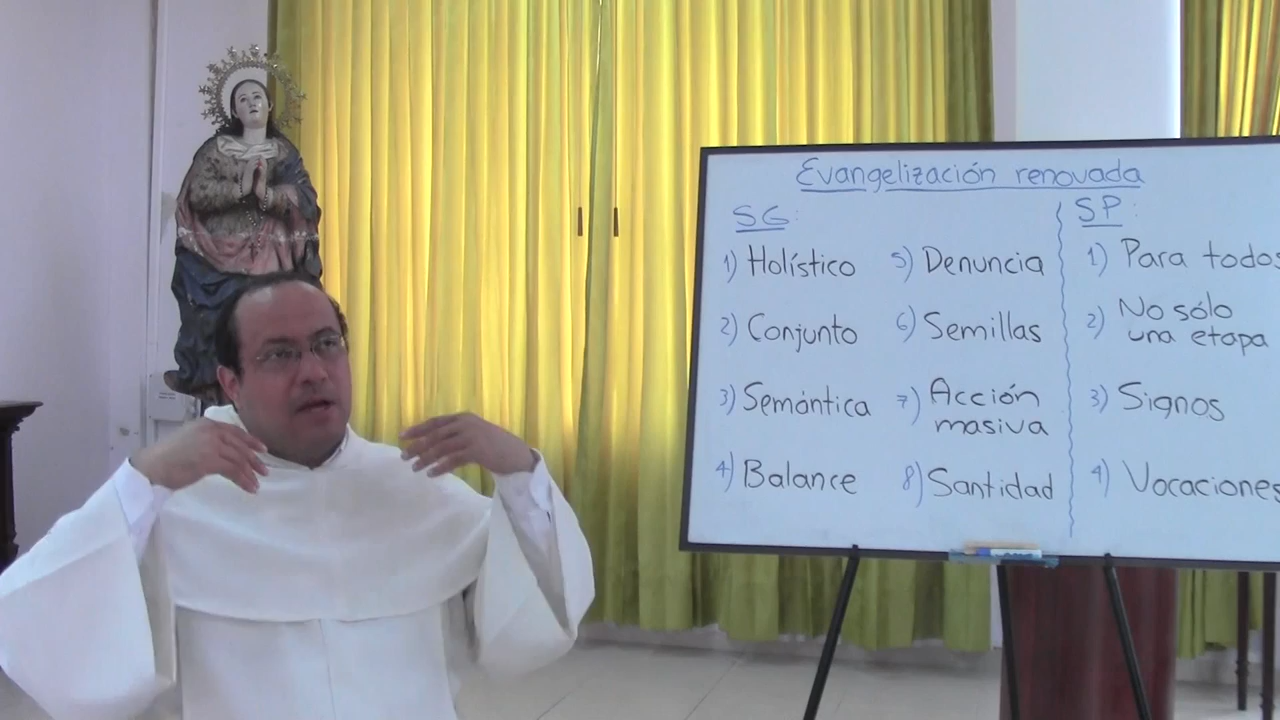 Evangelización renovada
SG:
1) Holístico
2) Conjunto
3) Semántica
4) Balance
5) Denuncia
6) Semillas
7) Acción
masiva
8) Santidad
SP:
1) Para todos
2) No sólo
una etapa
3) Signos
4) Vocaciones